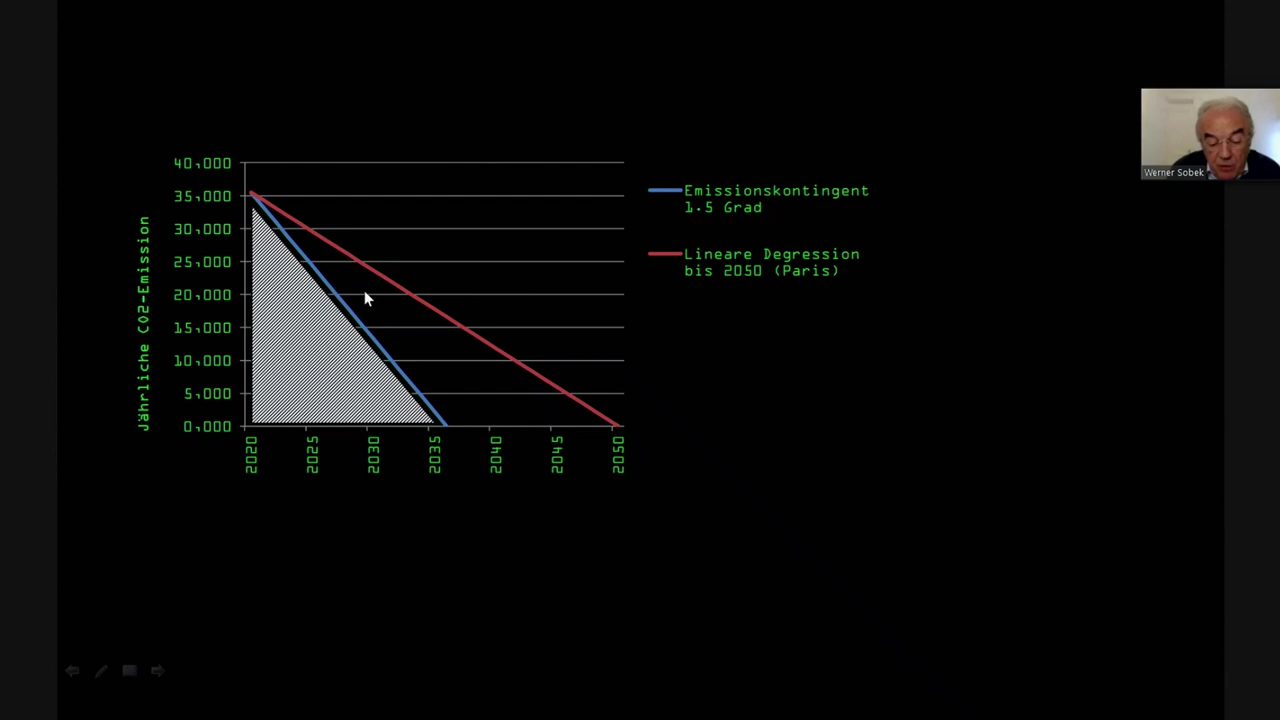 40,000
35,000
30,000
25,000
20,000
15,000
10,000
5,000
0,000
Jährliche CO2-Emission
2020
2025
2030
2035
2040
2045
2050
Emissionskontingent
1.5 Grad
Lineare Degression
bis 2050 (Paris)
Werner Sobek